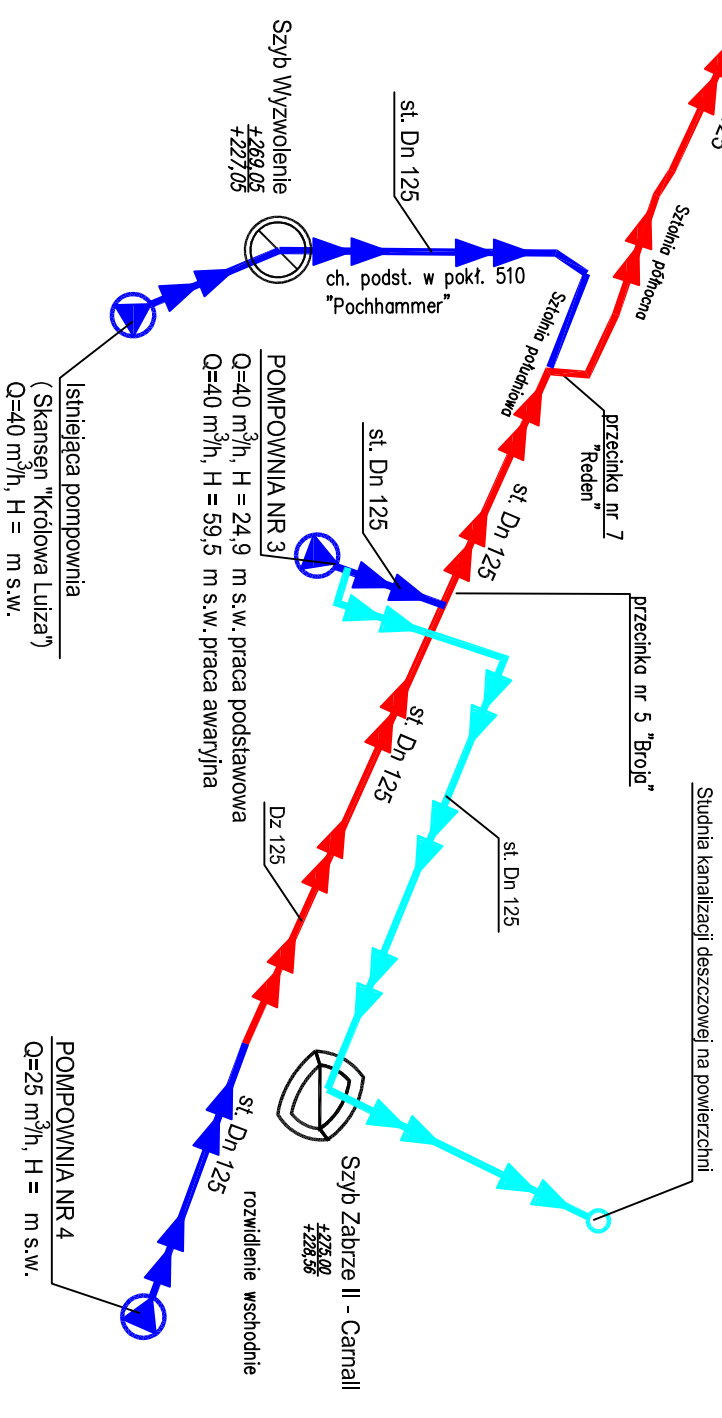 125
Sztolnia północna
Szyb Wyzwolenie
+269,05
+227,05
st. Dn 125
ch. podst. w pokł. 510
"Pochhammer"
Sztolnia południowa
przecinka nr 7
"Reden"
Istniejąca pompownia
( Skansen "Królowa Luiza")
Q=40 m³/h, H = m s.w.
POMPOWNIA NR 3
Q=40 m³/h, H = 24,9 m s.w. praca podstawowa
Q=40 m³/h, H = 59,5 m s.w. praca awaryjna
st. Dn 125
st. Dn 125
przecinka nr 5 "Broja"
st. Dn 125
Dz 125
st. Dn 125
Studnia kanalizacji deszczowej na powierzchni
Szyb Zabrze II - Carnall
+275,00
+228,56
st. Dn 125
rozwidlenie wschodnie
POMPOWNIA NR 4
Q=25 m³/h, H = m s.w.